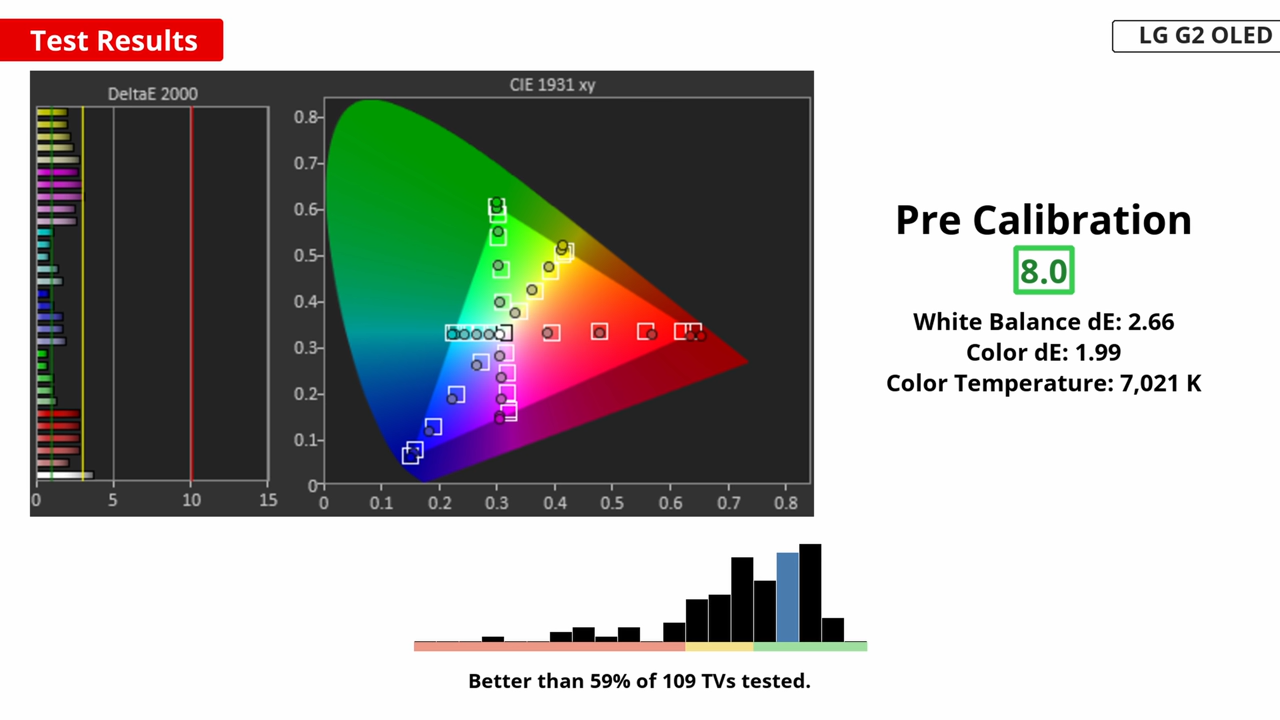 Test Results
LG G2 OLED
DeltaE 2000
CIE 1931 xy
0.8
0.7
0.6
0.5
0.4
0.3
0.2
0.1
0
0 5 10 15
0 0.1 0.2 0.3 0.4 0.5 0.6 0.7 0.8
Pre Calibration
8.0
White Balance dE: 2.66
Color dE: 1.99
Color Temperature: 7,021 K
Better than 59% of 109 TVs tested.